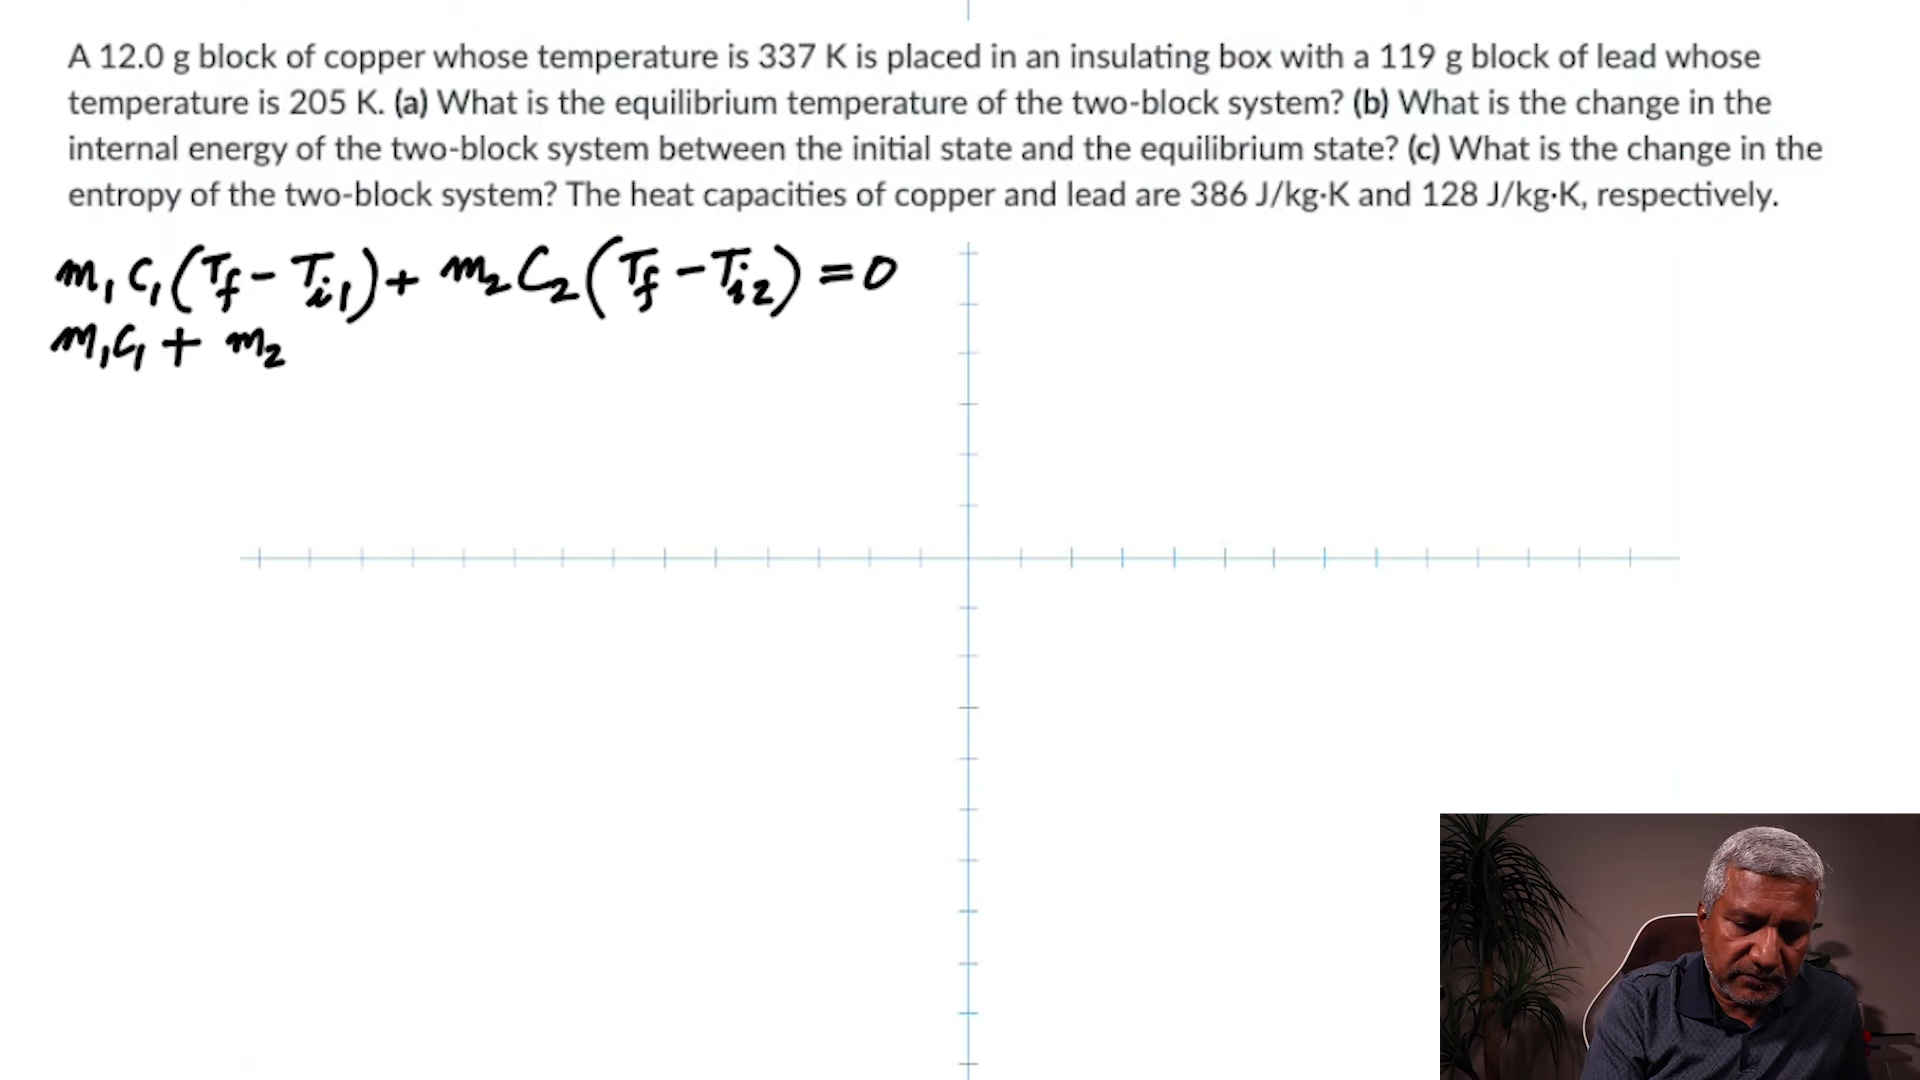 A 12.0 g block of copper whose temperature is 337 K is placed in an insulating box with a 119 g block of lead whose
temperature is 205 K. (a) What is the equilibrium temperature of the two-block system? (b) What is the change in the
internal energy of the two-block system between the initial state and the equilibrium state? (c) What is the change in the
entropy of the two-block system? The heat capacities of copper and lead are 386 J/kg·K and 128 J/kg·K, respectively.
m₁C₁(T_f - T_i1) + m₂C₂(T_f - T_i2) = 0
m₁C₁ + m₂